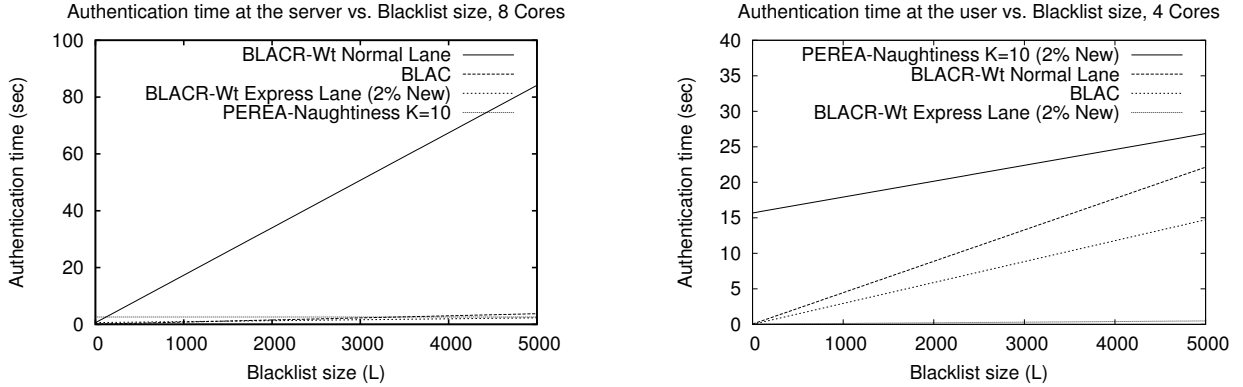 Authentication time at the server vs. Blacklist size, 8 Cores
100
80
60
40
20
0
Authentication time (sec)
BLACR-Wt Normal Lane
BLAC
BLACR-Wt Express Lane (2% New)
PEREA-Naughtiness K=10
0 1000 2000 3000 4000 5000
Blacklist size (L)
Authentication time at the user vs. Blacklist size, 4 Cores
40
35
30
25
20
15
10
5
0
Authentication time (sec)
PEREA-Naughtiness K=10 (2% New)
BLACR-Wt Normal Lane
BLAC
BLACR-Wt Express Lane (2% New)
0 1000 2000 3000 4000 5000
Blacklist size (L)